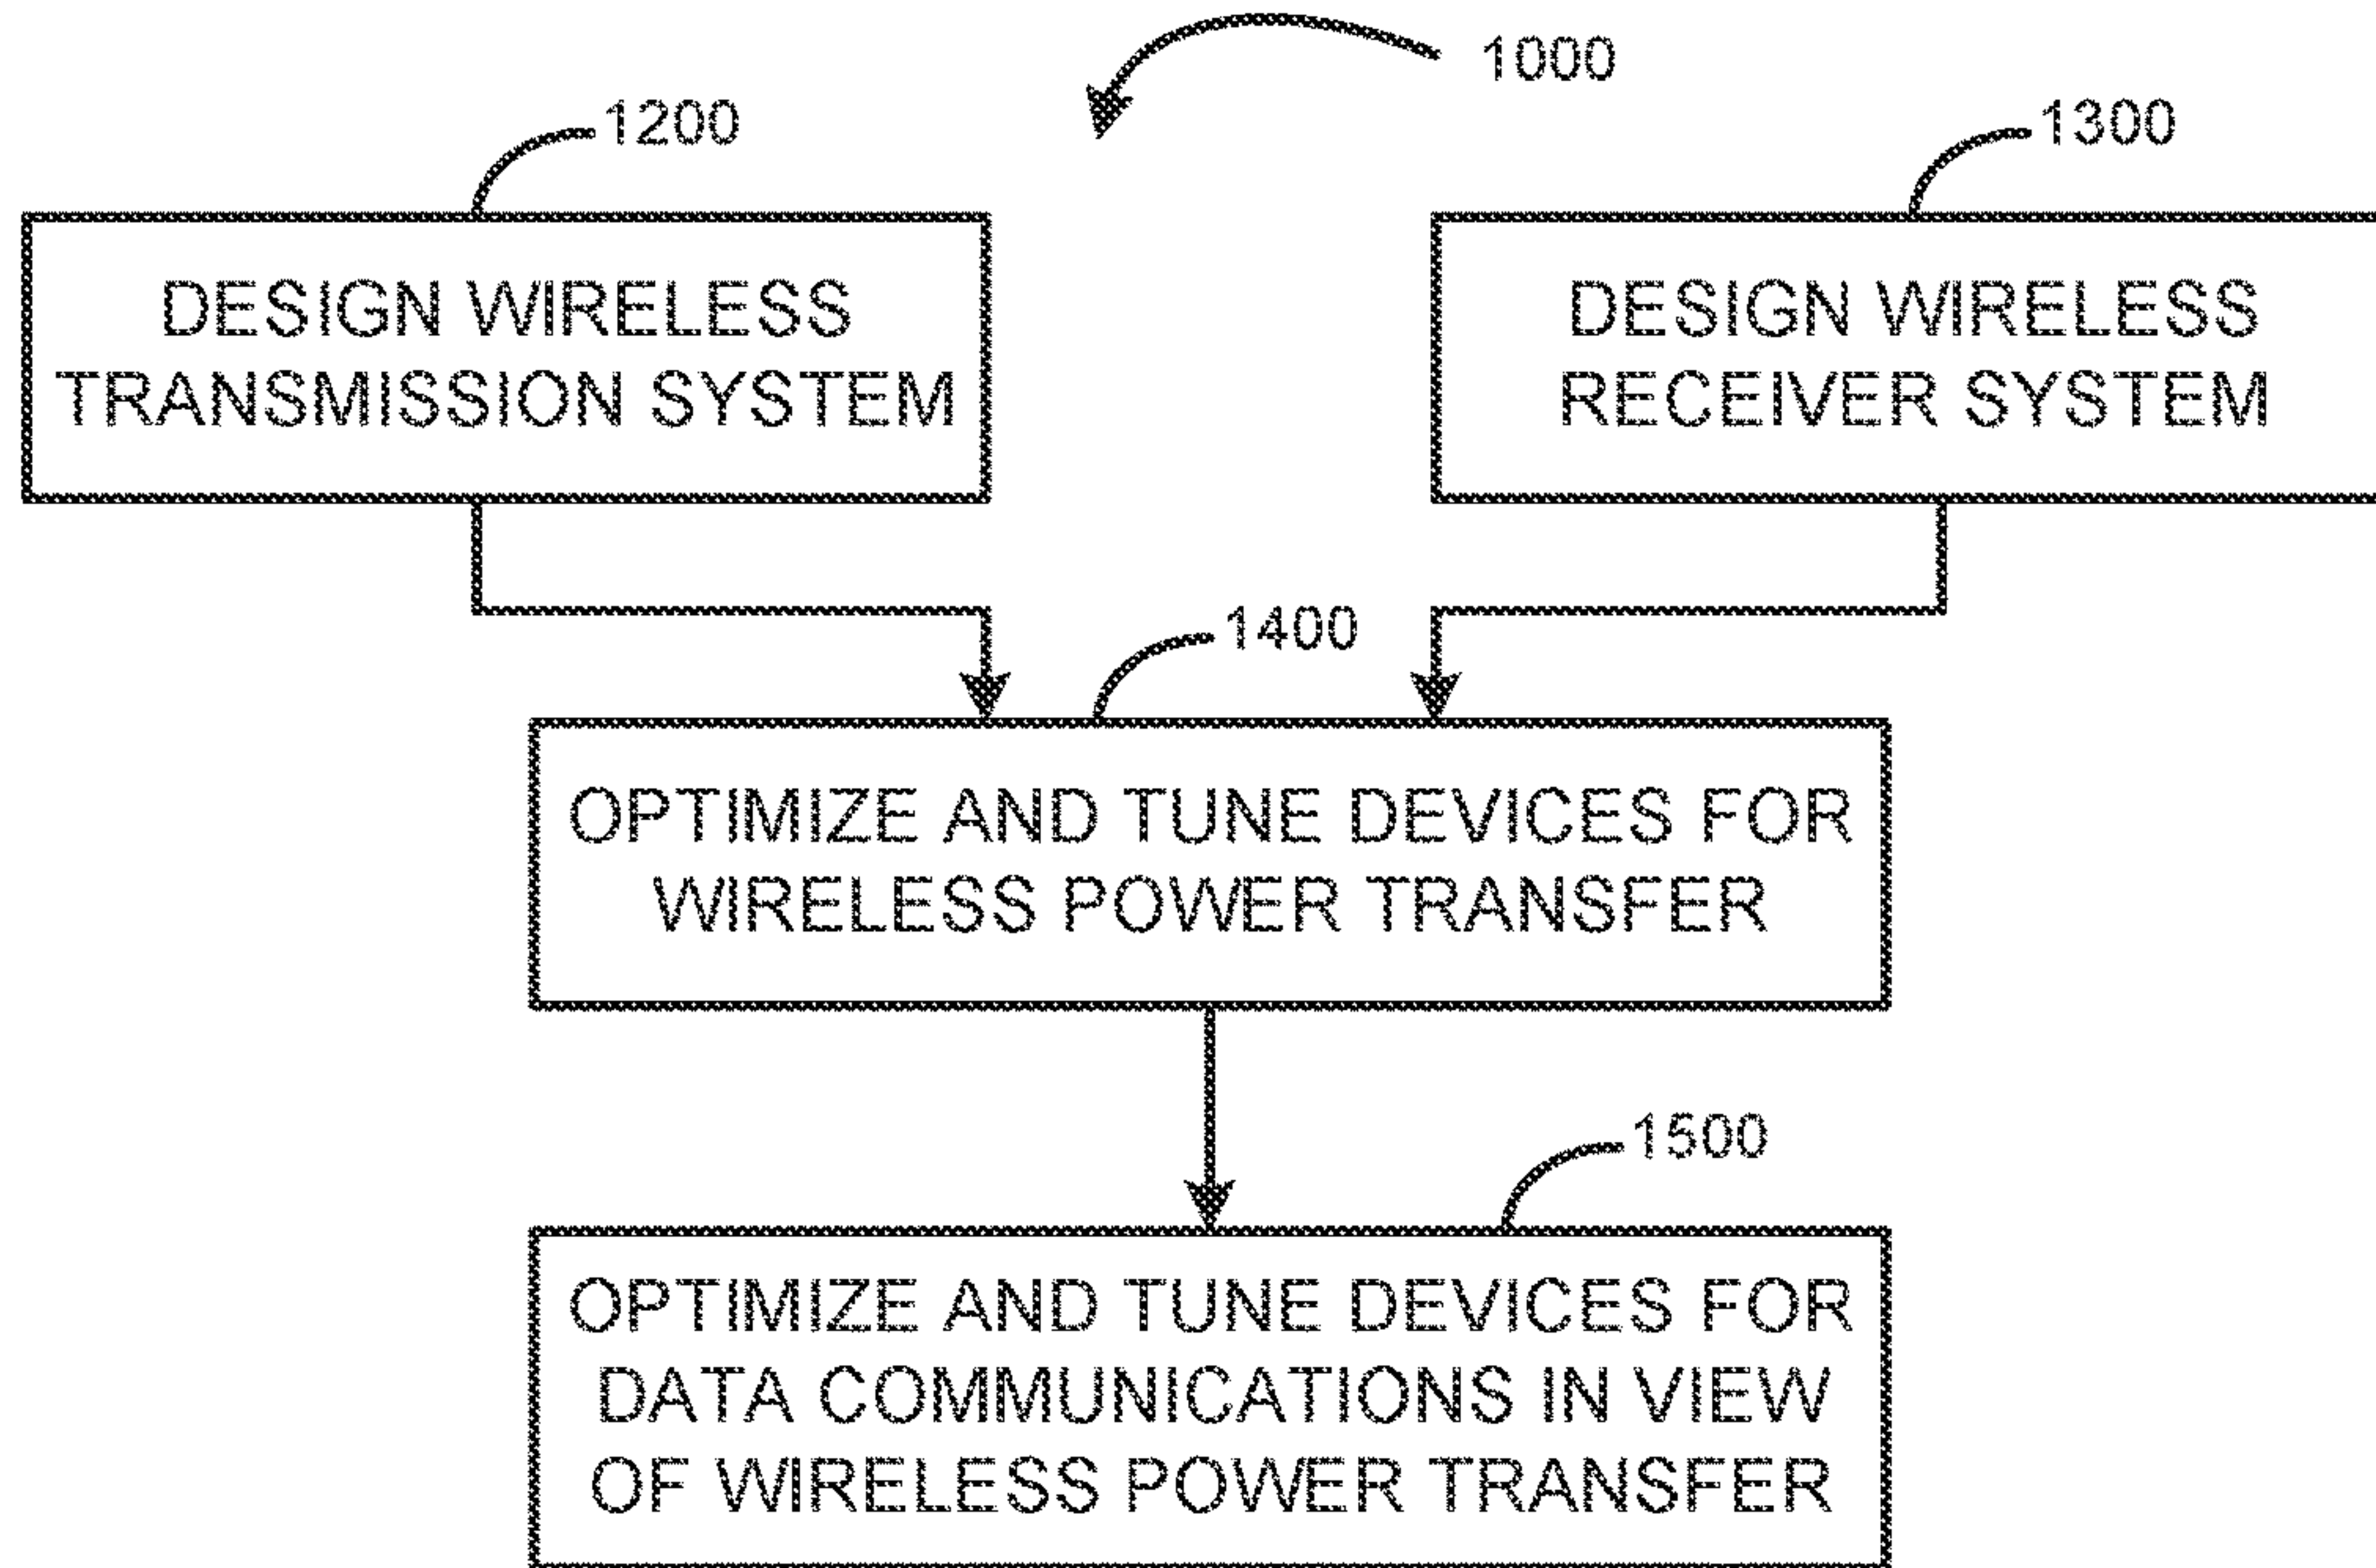 1000
1200
1300
DESIGN WIRELESS
TRANSMISSION SYSTEM
DESIGN WIRELESS
RECEIVER SYSTEM
1400
OPTIMIZE AND TUNE DEVICES FOR
WIRELESS POWER TRANSFER
1500
OPTIMIZE AND TUNE DEVICES FOR
DATA COMMUNICATIONS IN VIEW
OF WIRELESS POWER TRANSFER